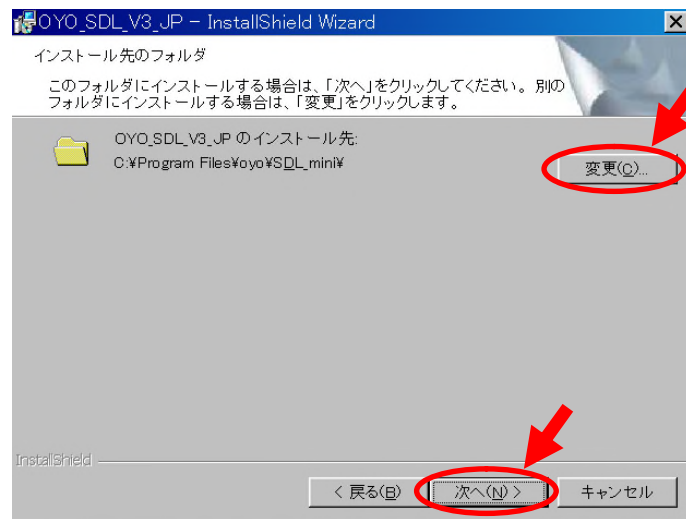 OYO_SDL_V3_JP - InstallShield Wizard
インストール先のフォルダ
このフォルダにインストールする場合は、「次へ」をクリックしてください。別の
フォルダにインストールする場合は、「変更」をクリックします。
OYO_SDL_V3_JP のインストール先:
C:¥Program Files¥oyo¥SDL_mini¥
変更(C)...
InstallShield
< 戻る(B)
次へ(N) >
キャンセル